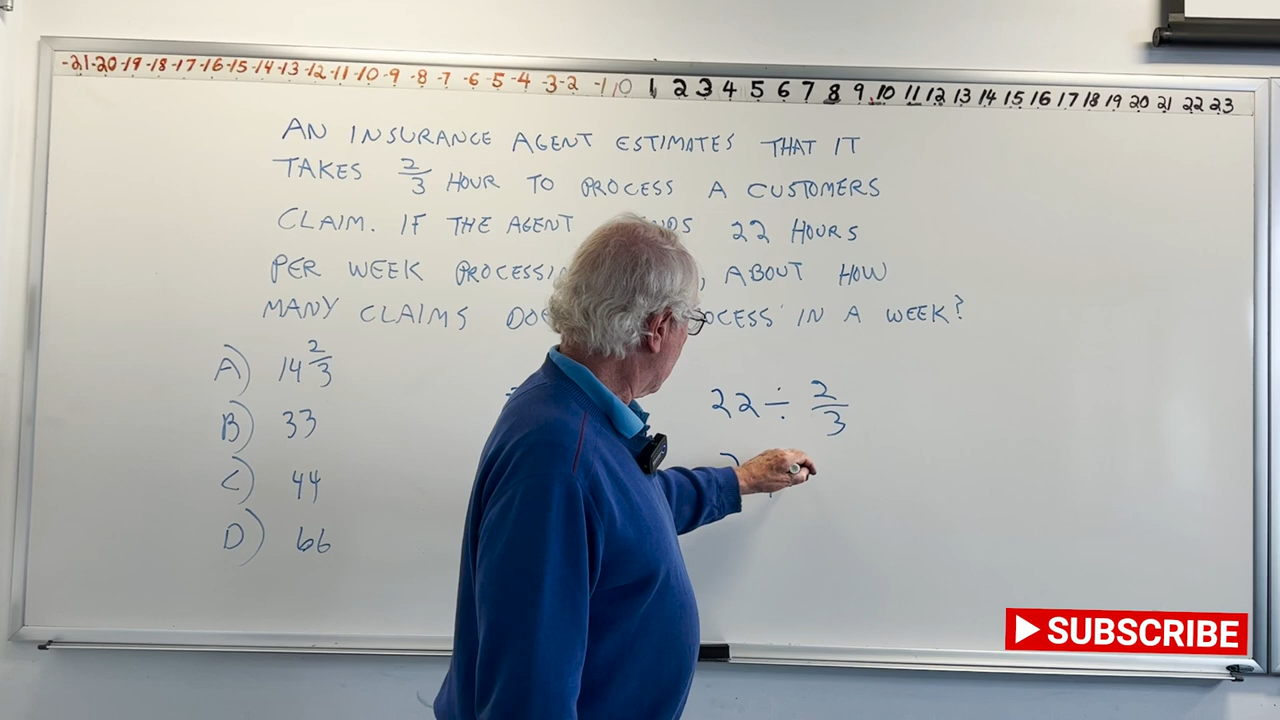 -21-20-19-18-17-16-15-14-13-12-11-10-9 -8 -7 -6 -5 -4 -3-2 -1 0 1 2 3 4 5 6 7 8 9 10 11 12 13 14 15 16 17 18 19 20 21 22 23
AN INSURANCE AGENT ESTIMATES THAT IT
TAKES 2/3 HOUR TO PROCESS A CUSTOMERS
CLAIM. IF THE AGENT 22 HOURS
PER WEEK , ABOUT HOW
MANY CLAIMS IN A WEEK?
A) 14 2/3
B) 33
C) 44
D) 66
22 ÷ 2/3
SUBSCRIBE